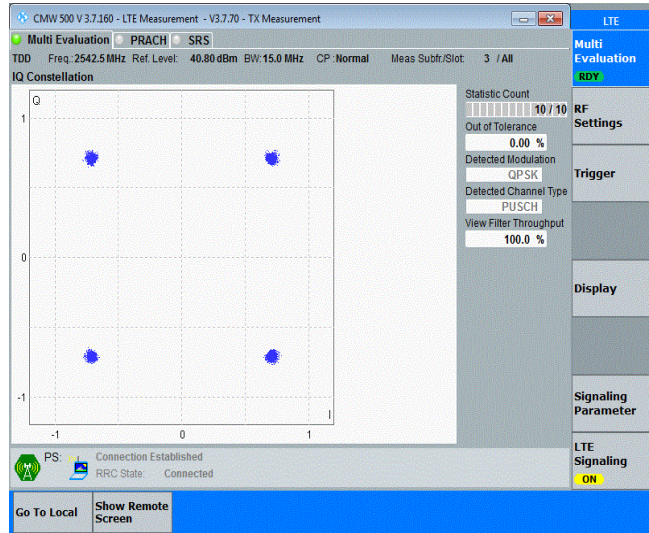 CMW 500 V 3.7.160 - LTE Measurement - V3.7.70 - TX Measurement
LTE
Multi Evaluation PRACH SRS
TDD Freq.: 2542.5 MHz Ref. Level: 40.80 dBm BW: 15.0 MHz CP : Normal Meas Subfr./Slot: 3 / All
IQ Constellation
Multi
Evaluation
RDY
Q
1
0
-1
-1 0 1
I
Statistic Count
10 / 10
Out of Tolerance
0.00 %
Detected Modulation
QPSK
Detected Channel Type
PUSCH
View Filter Throughput
100.0 %
RF
Settings
Trigger
Display
Signaling
Parameter
LTE
Signaling
ON
PS: Connection Established
RRC State: Connected
Go To Local
Show Remote
Screen